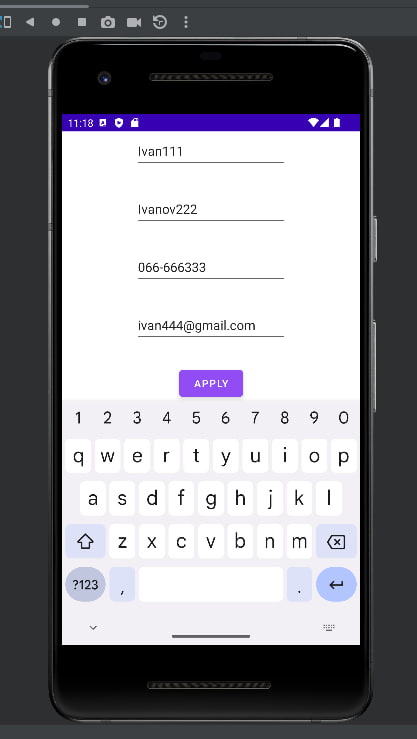 11:18
Ivan111
Ivanov222
066-666333
ivan444@gmail.com
APPLY
1 2 3 4 5 6 7 8 9 0
q w e r t y u i o p
a s d f g h j k l
z x c v b n m
?123 , .